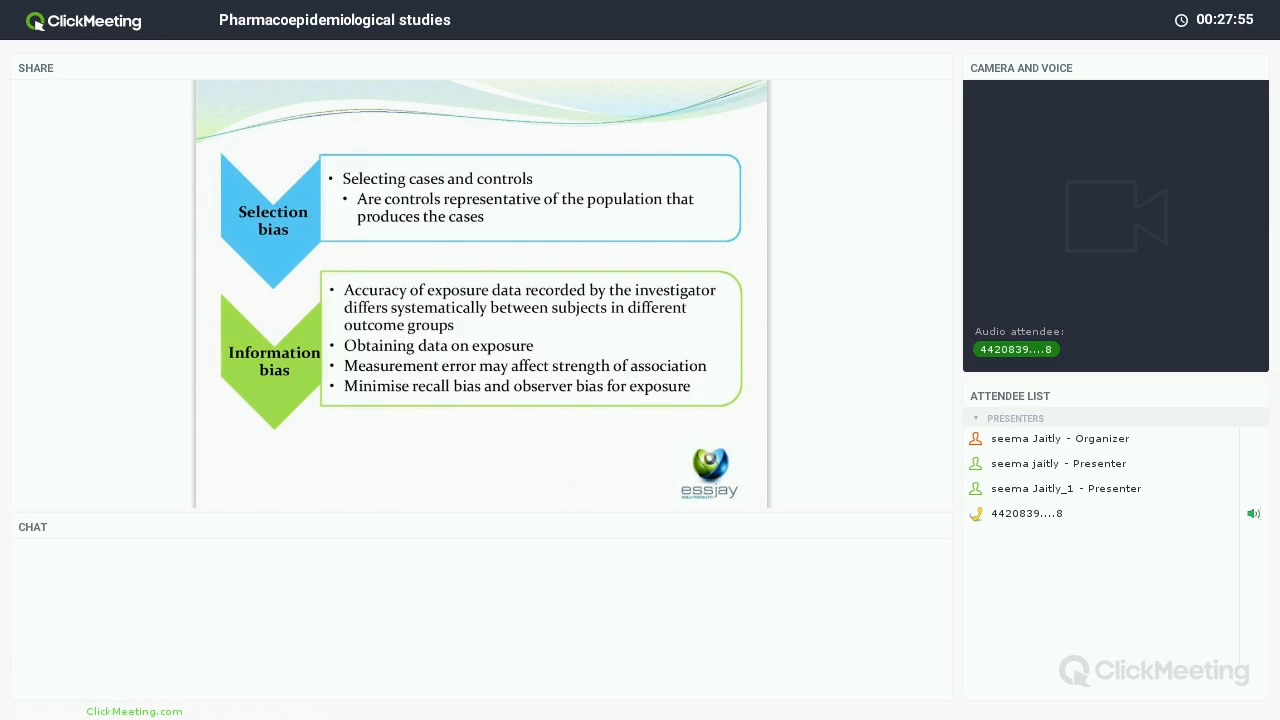 ClickMeeting
Pharmacoepidemiological studies
00:27:55
SHARE
Selection
bias
• Selecting cases and controls
• Are controls representative of the population that
produces the cases
Information
bias
• Accuracy of exposure data recorded by the investigator
differs systematically between subjects in different
outcome groups
• Obtaining data on exposure
• Measurement error may affect strength of association
• Minimise recall bias and observer bias for exposure
essjay
CHAT
CAMERA AND VOICE
Audio attendee:
4420839....8
ATTENDEE LIST
PRESENTERS
seema Jaitly - Organizer
seema jaitly - Presenter
seema Jaitly_1 - Presenter
4420839....8
ClickMeeting
ClickMeeting.com